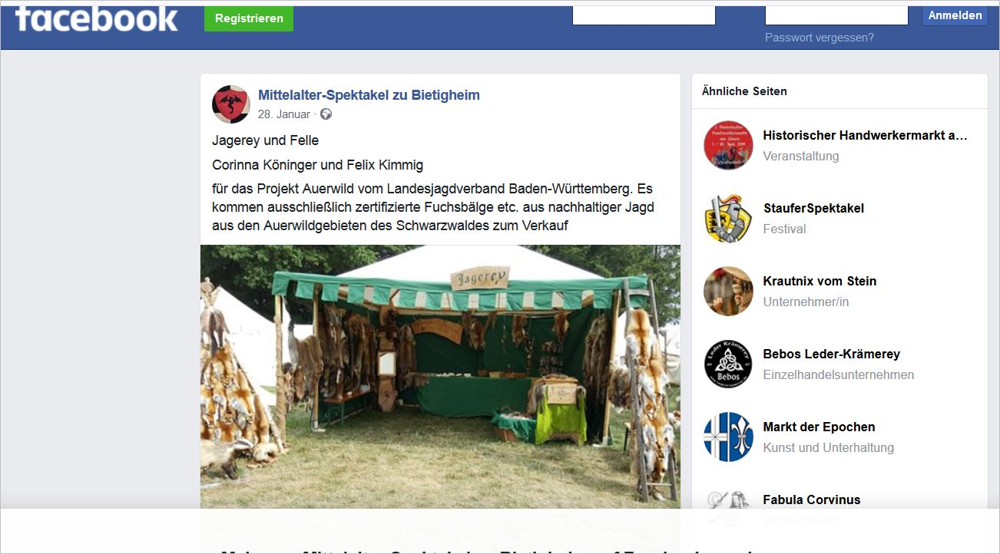 facebook
Registrieren
Anmelden
Passwort vergessen?
Mittelalter-Spektakel zu Bietigheim
28. Januar ·
Jagerey und Felle
Corinna Köninger und Felix Kimmig
für das Projekt Auerwild vom Landesjagdverband Baden-Württemberg. Es
kommen ausschließlich zertifizierte Fuchsbälge etc. aus nachhaltiger Jagd
aus den Auerwildgebieten des Schwarzwaldes zum Verkauf
Jagerey
Ähnliche Seiten
Historischer Handwerkermarkt a...
Veranstaltung
StauferSpektakel
Festival
Krautnix vom Stein
Unternehmer/in
Leder Krämerey
Bebos
Bebos Leder-Krämerey
Einzelhandelsunternehmen
Markt der Epochen
Kunst und Unterhaltung
Fabula Corvinus
Veranstaltung